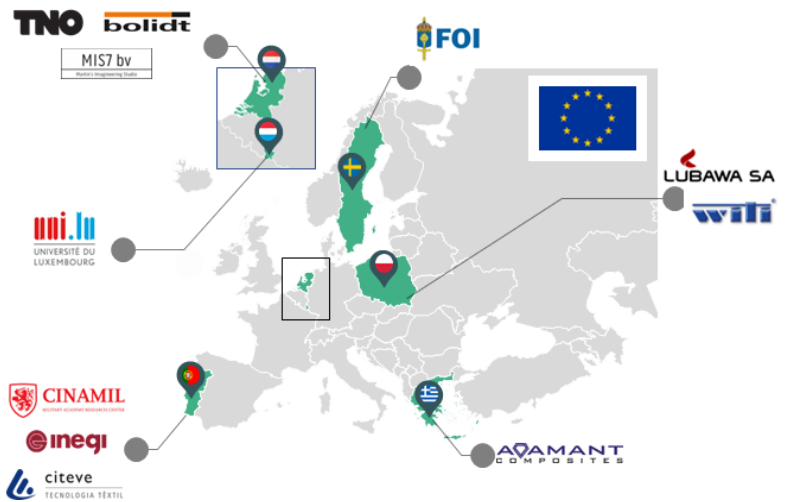 TNO
bolidt
MIS7 bv
Martin's Imagineering Studio
FOI
LUBAWA SA
witi
uni.lu
UNIVERSITÉ DU
LUXEMBOURG
CINAMIL
MILITARY ACADEMY RESEARCH CENTER
inegi
citeve
TECNOLOGIA TÊXTIL
ADAMANT
COMPOSITES